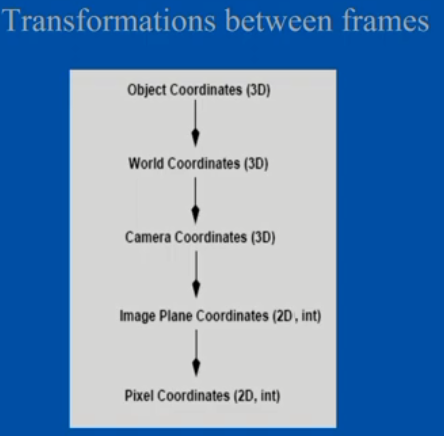 Transformations between frames
Object Coordinates (3D)
World Coordinates (3D)
Camera Coordinates (3D)
Image Plane Coordinates (2D, int)
Pixel Coordinates (2D, int)